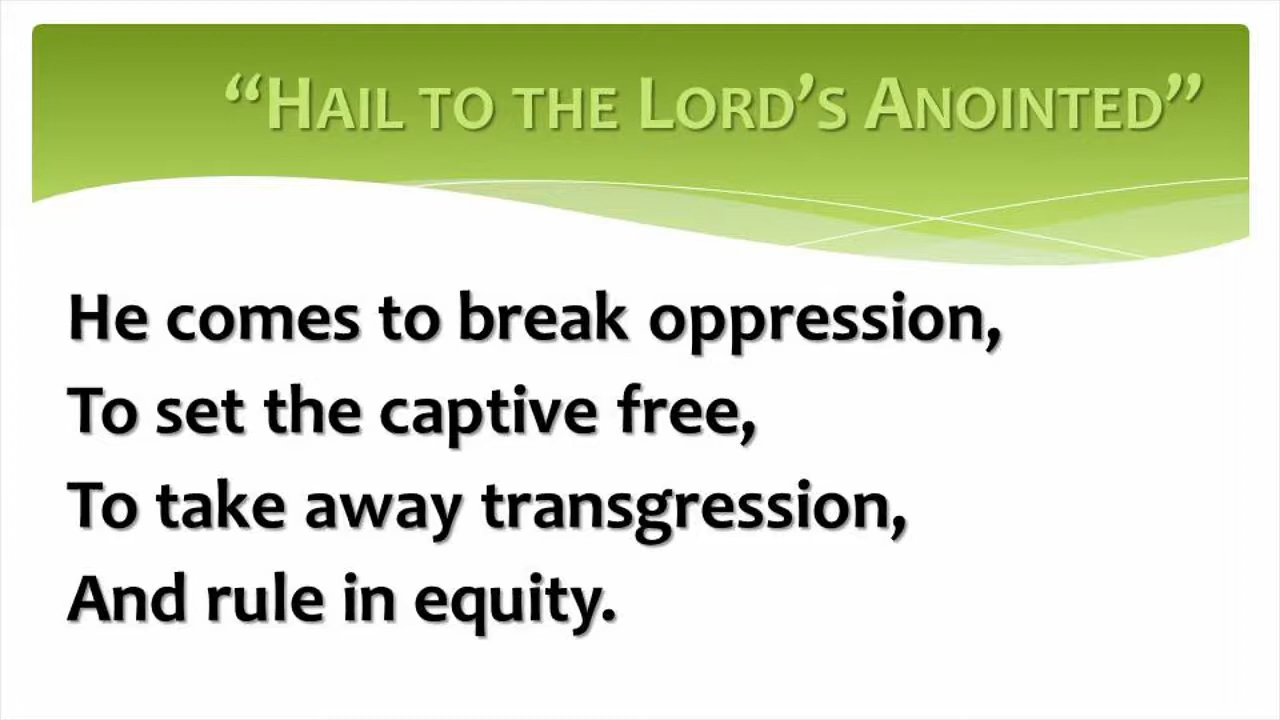 “Hail to the Lord’s Anointed”
He comes to break oppression,
To set the captive free,
To take away transgression,
And rule in equity.